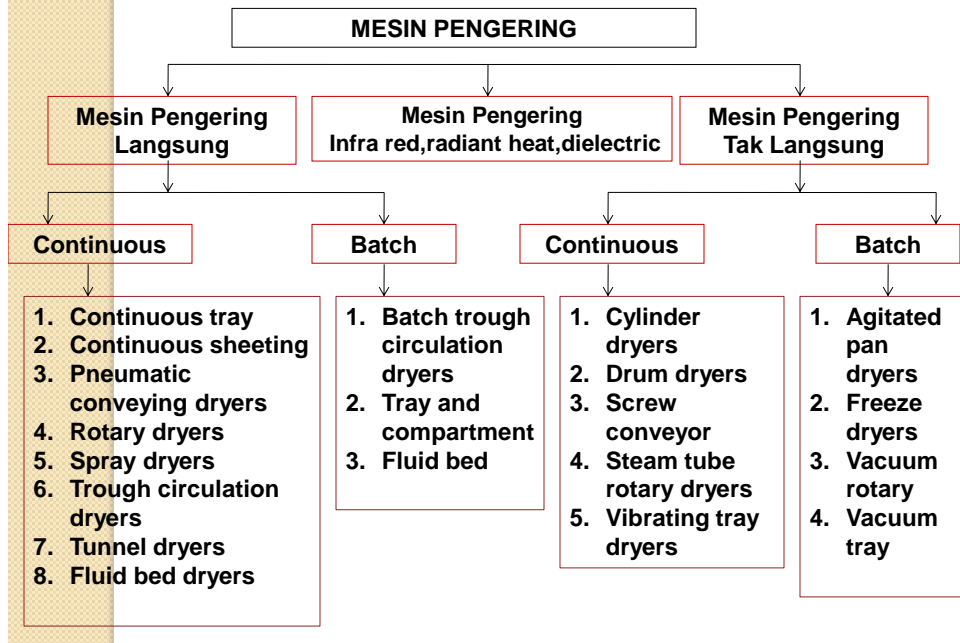 MESIN PENGERING
Mesin Pengering
Langsung
Mesin Pengering
Infra red,radiant heat,dielectric
Mesin Pengering
Tak Langsung
Continuous
Batch
Continuous
Batch
1. Continuous tray
2. Continuous sheeting
3. Pneumatic
conveying dryers
4. Rotary dryers
5. Spray dryers
6. Trough circulation
dryers
7. Tunnel dryers
8. Fluid bed dryers
1. Batch trough
circulation
dryers
2. Tray and
compartment
3. Fluid bed
1. Cylinder
dryers
2. Drum dryers
3. Screw
conveyor
4. Steam tube
rotary dryers
5. Vibrating tray
dryers
1. Agitated
pan
dryers
2. Freeze
dryers
3. Vacuum
rotary
4. Vacuum
tray